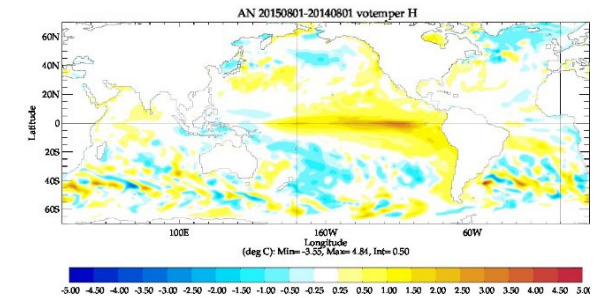 AN 20150801-20140801 votemper H
60N
40N
20N
0
20S
40S
60S
Latitude
100E 160W 60W
Longitude
(deg C): Min= -3.55, Max= 4.84, Int= 0.50
-5.00 -4.50 -4.00 -3.50 -3.00 -2.50 -2.00 -1.50 -1.00 -0.50 -0.25 0.25 0.50 1.00 1.50 2.00 2.50 3.00 3.50 4.00 4.50 5.00